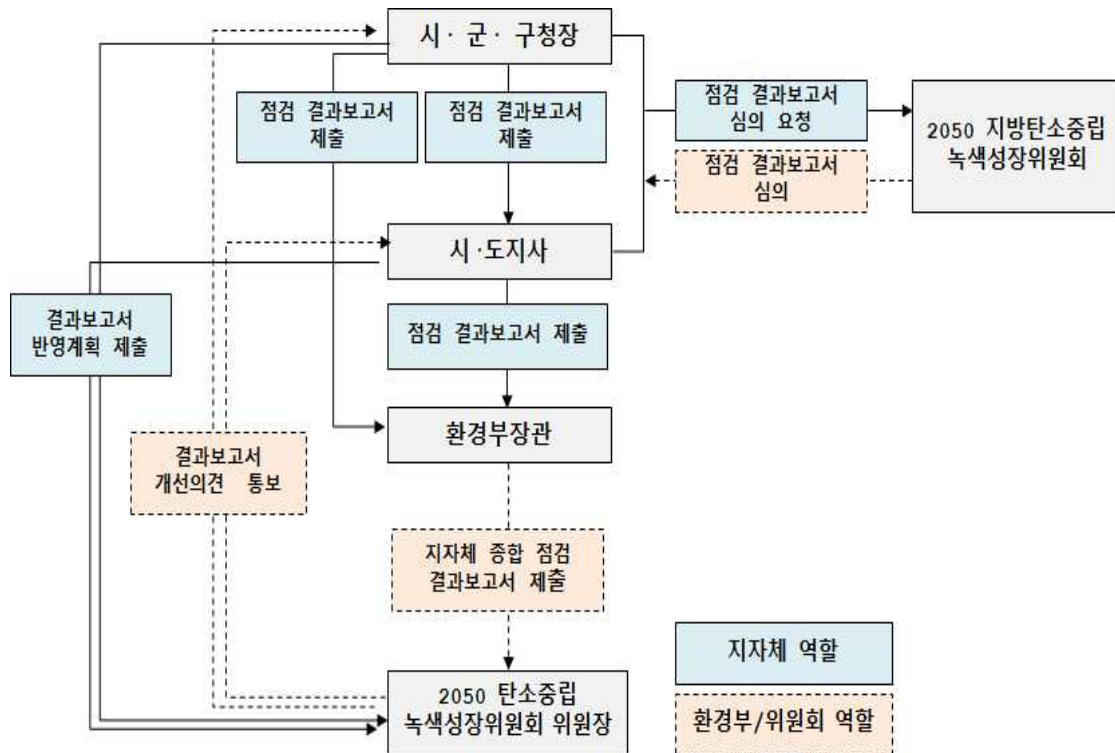 시· 군· 구청장
점검 결과보고서
제출
점검 결과보고서
제출
점검 결과보고서
심의 요청
2050 지방탄소중립
녹색성장위원회
점검 결과보고서
심의
시·도지사
결과보고서
반영계획 제출
점검 결과보고서 제출
환경부장관
결과보고서
개선의견 통보
지자체 종합 점검
결과보고서 제출
2050 탄소중립
녹색성장위원회 위원장
지자체 역할
환경부/위원회 역할